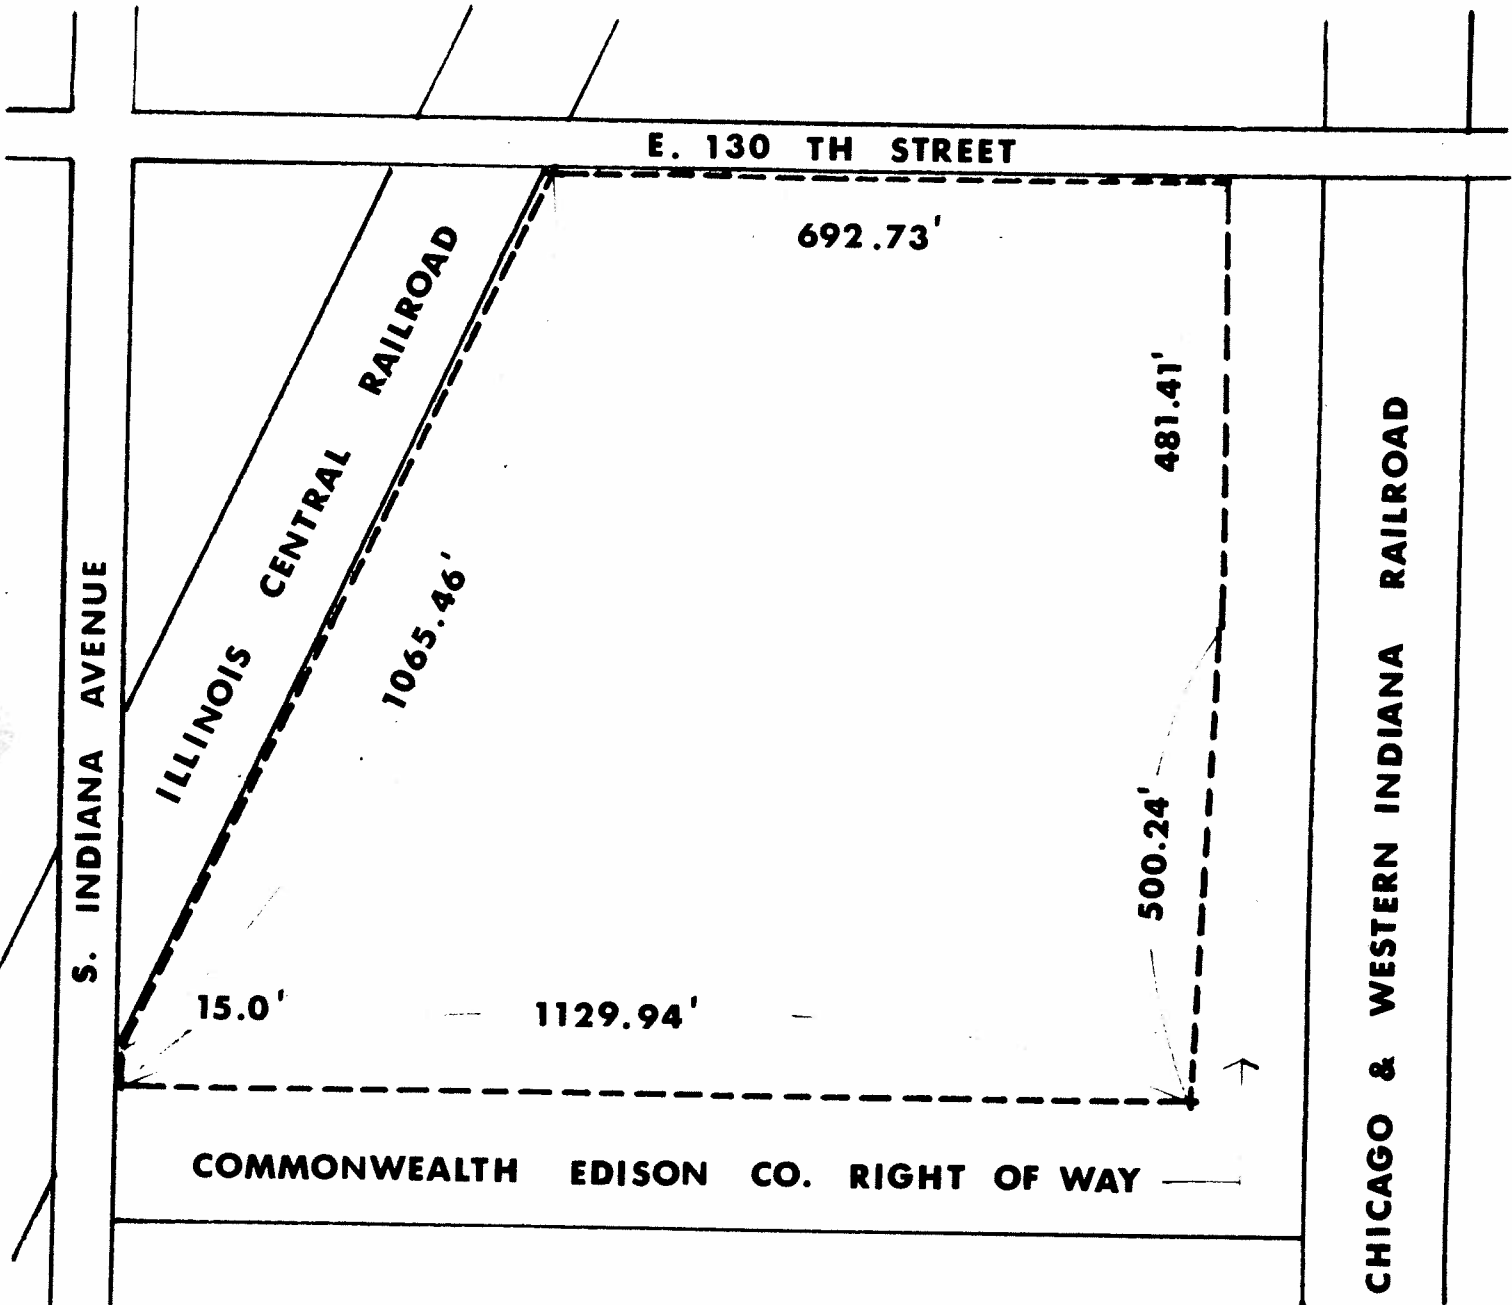 E. 130 TH STREET
692.73'
ILLINOIS CENTRAL RAILROAD
481.41'
1065.46'
S. INDIANA AVENUE
CHICAGO & WESTERN INDIANA RAILROAD
500.24'
15.0'
1129.94'
COMMONWEALTH EDISON CO. RIGHT OF WAY